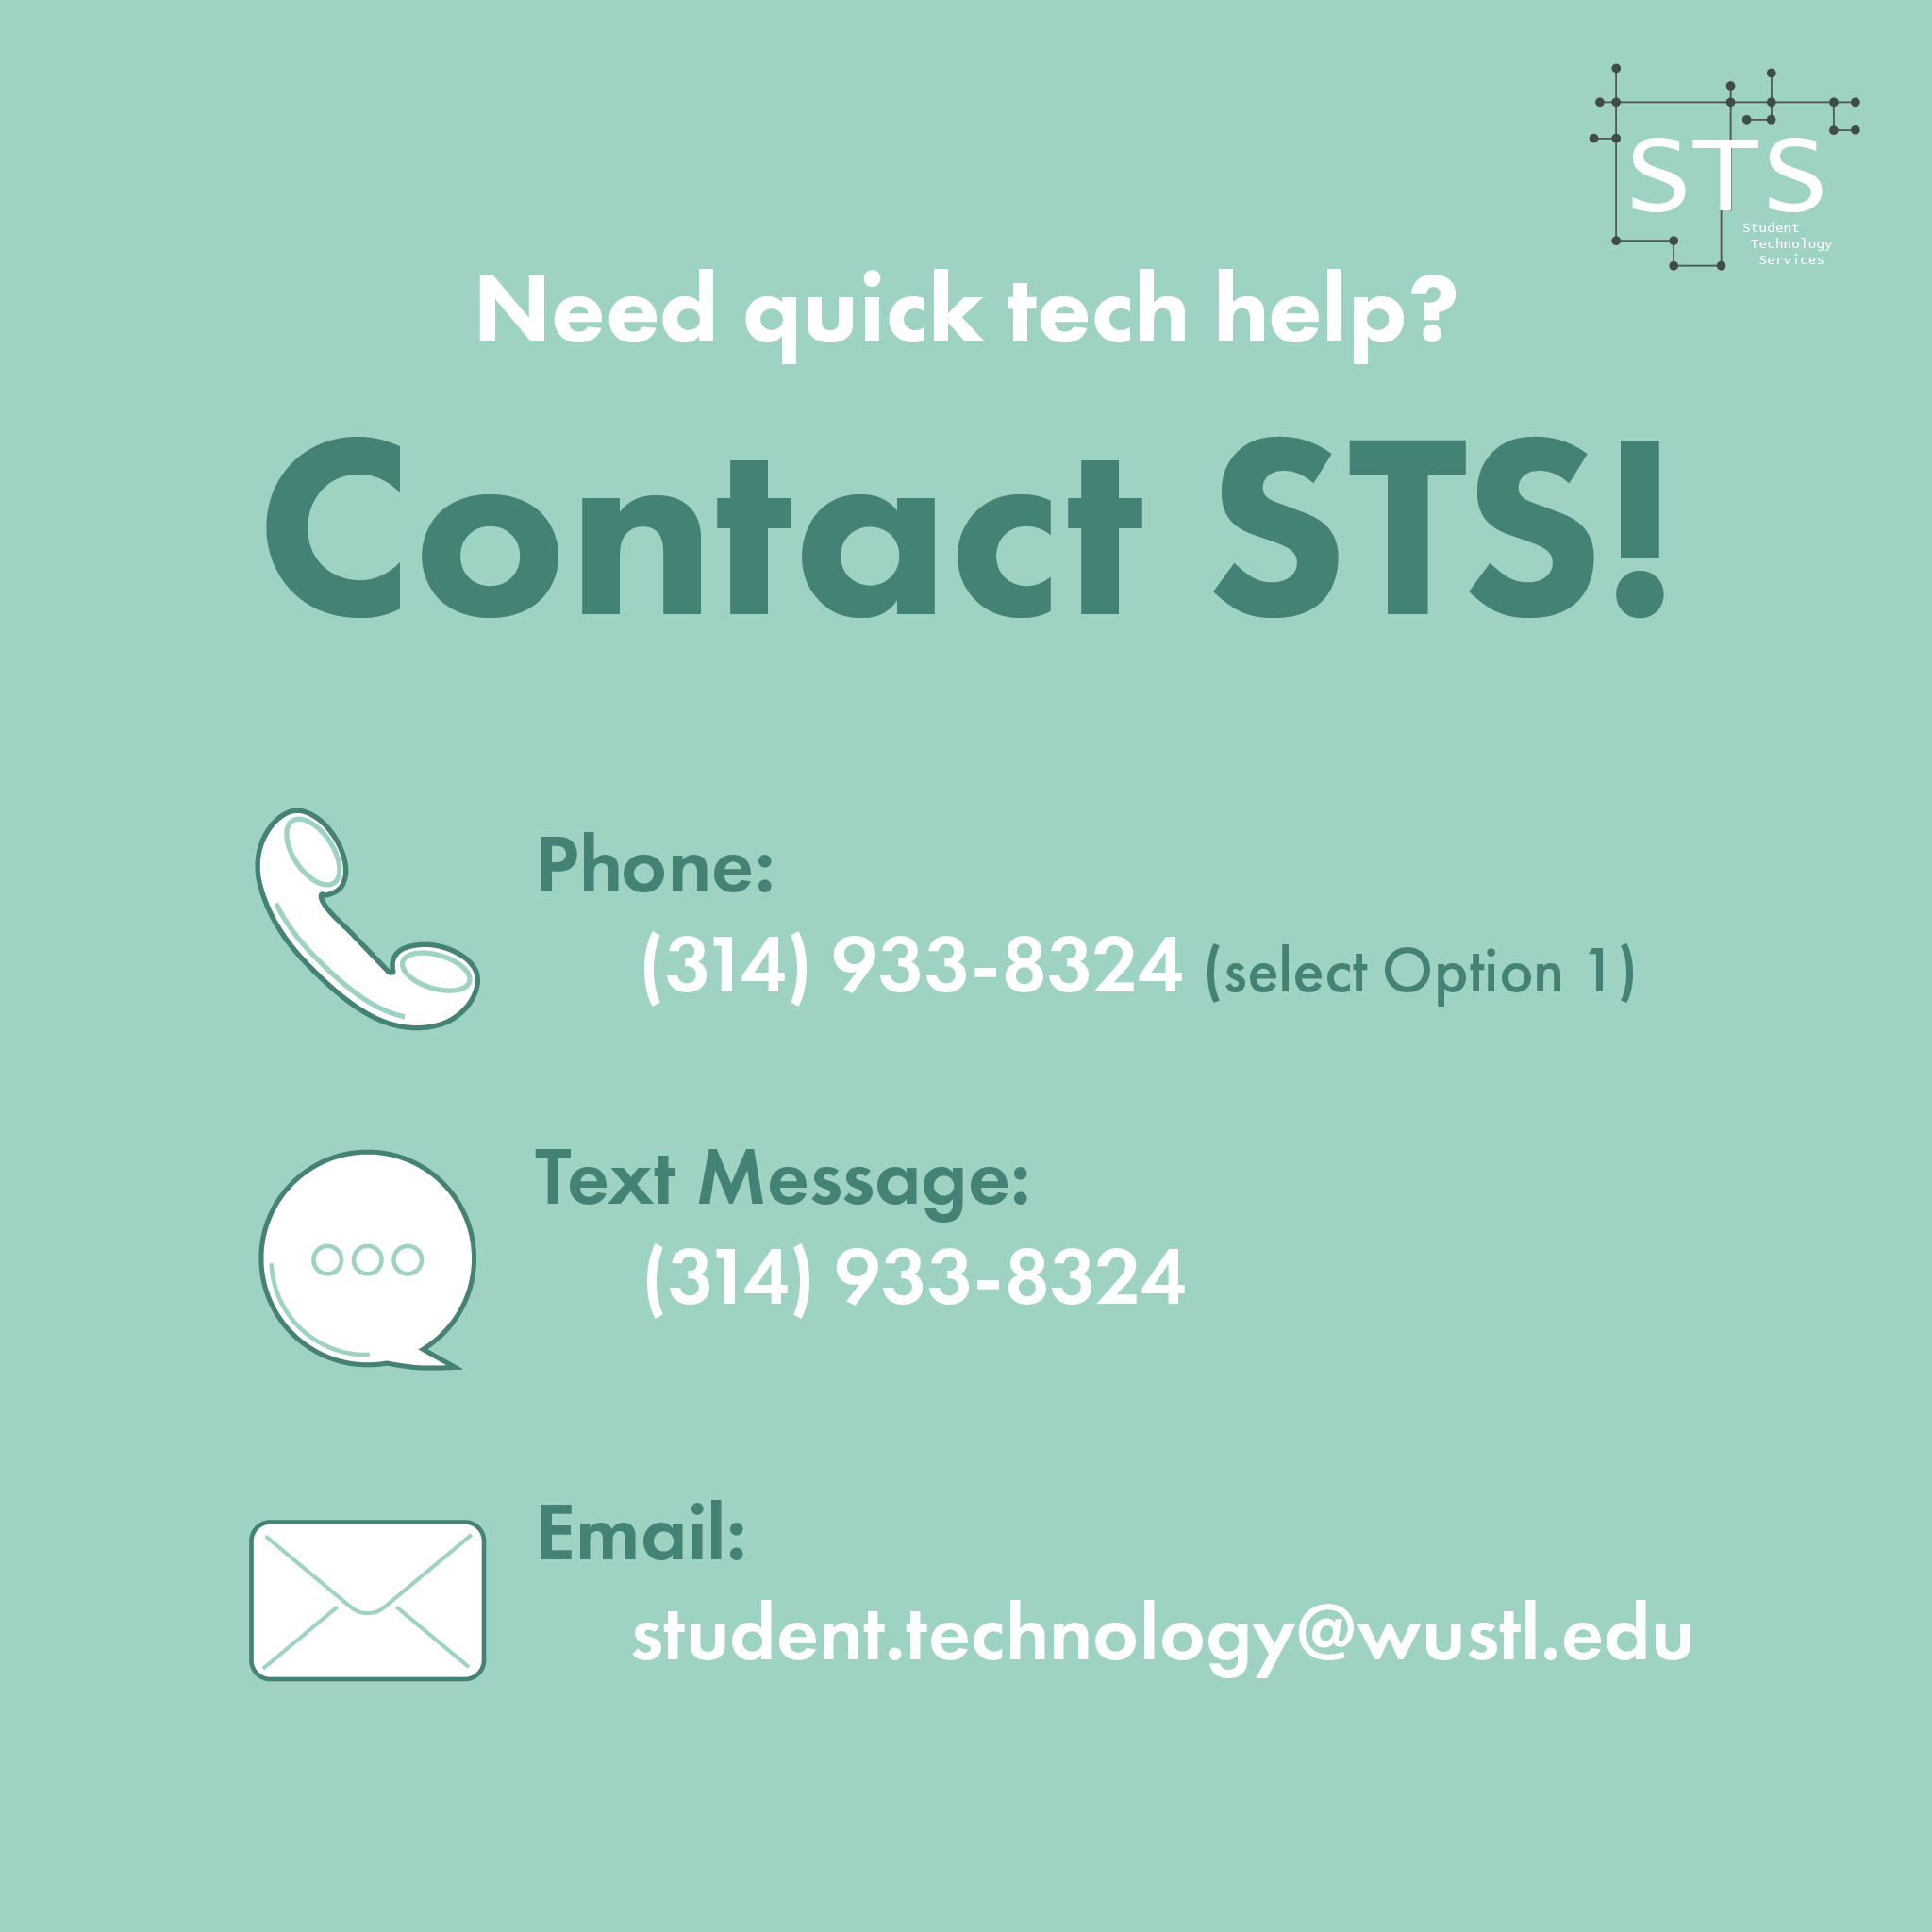 STS
Student
Technology
Services
Need quick tech help?
Contact STS!
Phone:
(314) 933-8324 (select Option 1)
Text Message:
(314) 933-8324
Email:
student.technology@wustl.edu